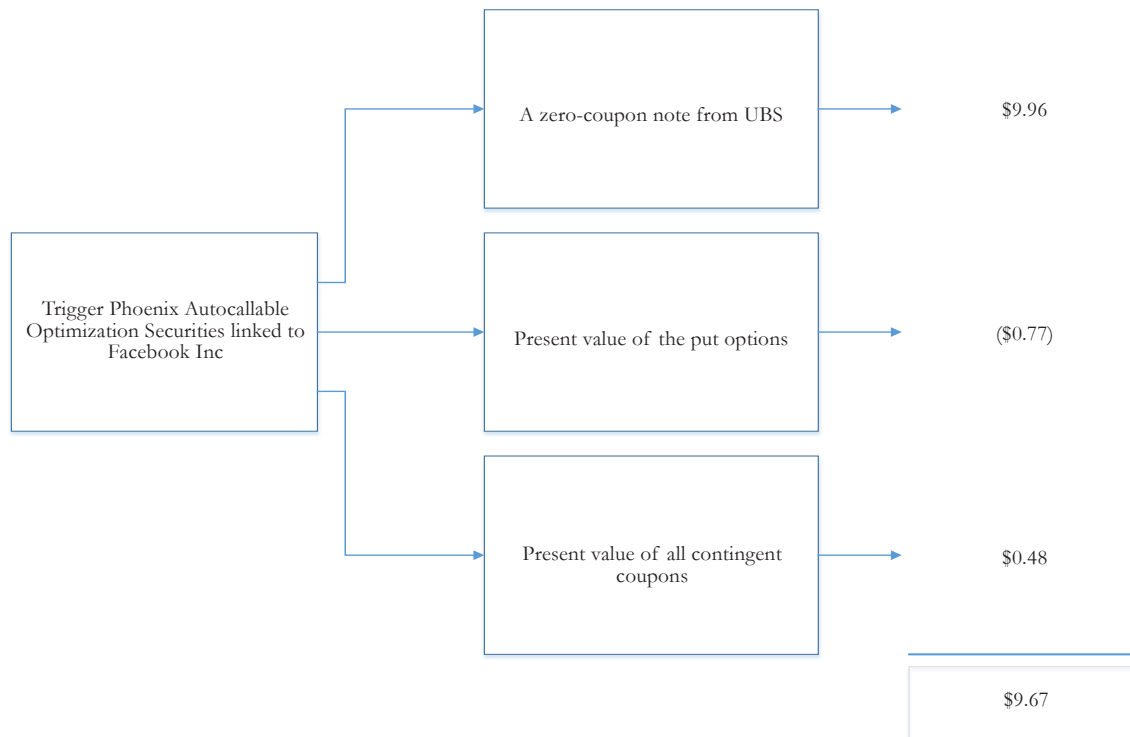 A zero-coupon note from UBS
$9.96
Trigger Phoenix Autocallable
Optimization Securities linked to
Facebook Inc
Present value of the put options
($0.77)
Present value of all contingent
coupons
$0.48
$9.67